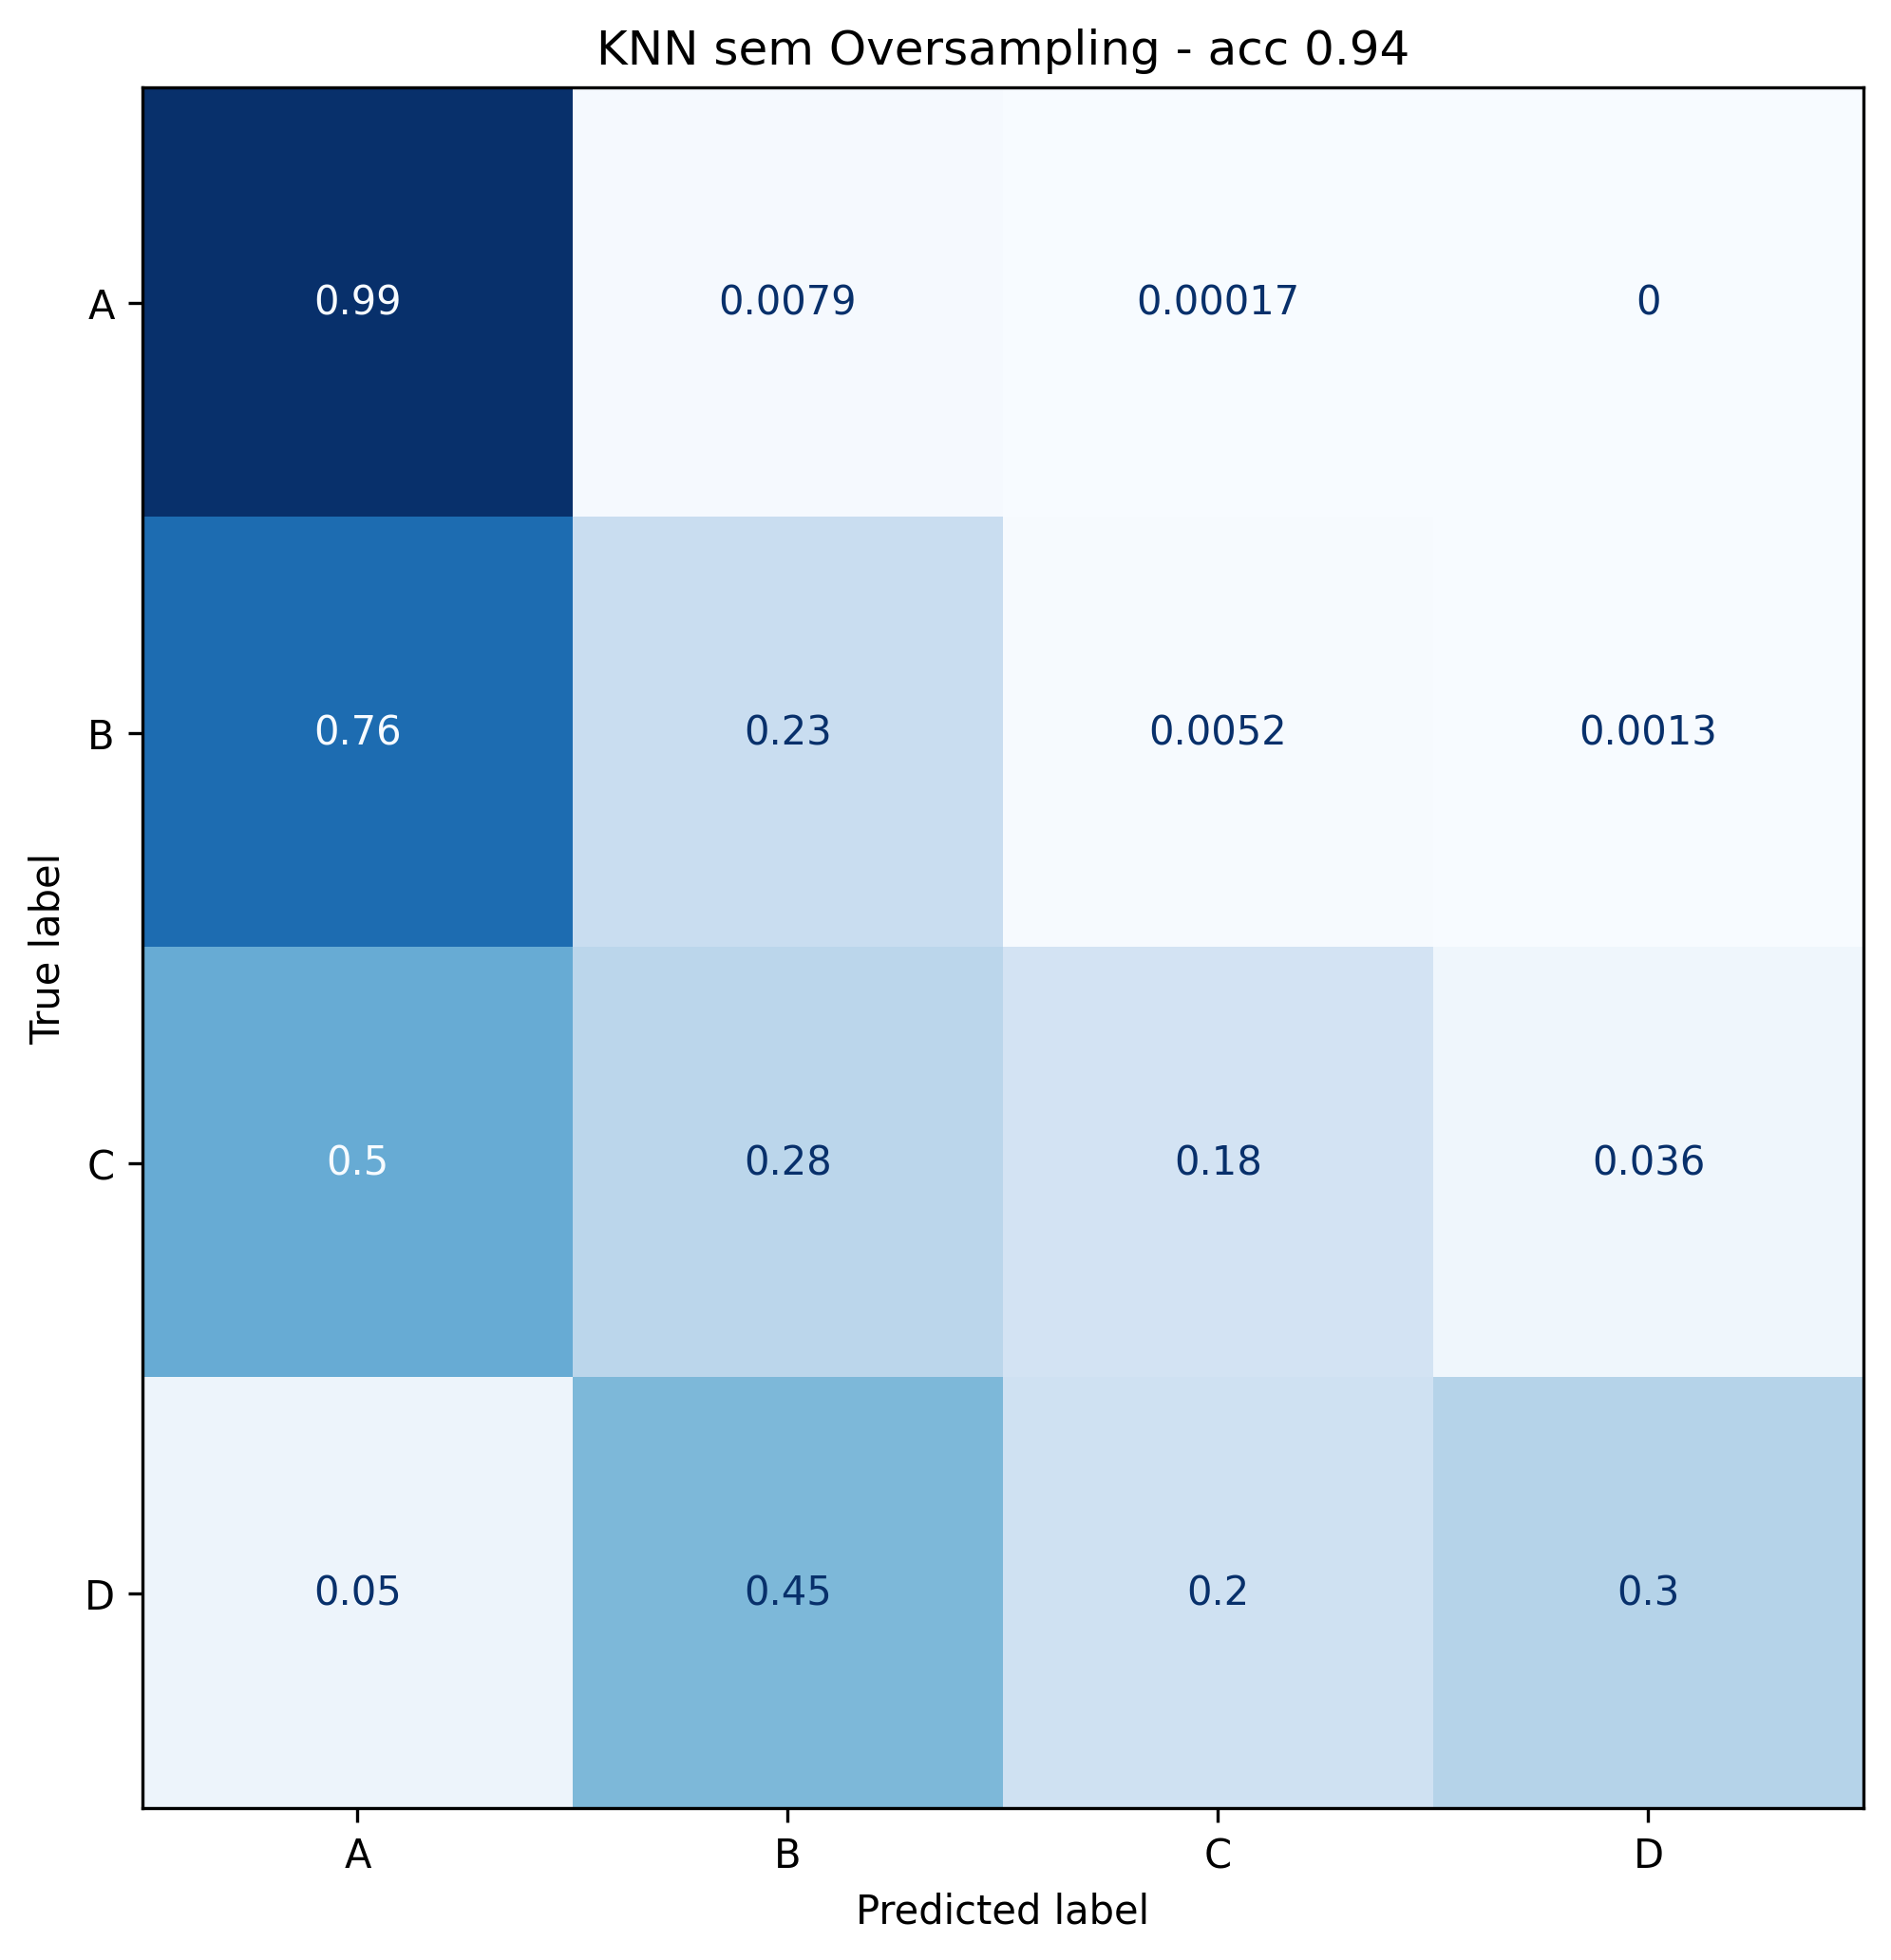 KNN sem Oversampling - acc 0.94
True label
A 0.99 0.0079 0.00017 0
B 0.76 0.23 0.0052 0.0013
C 0.5 0.28 0.18 0.036
D 0.05 0.45 0.2 0.3
A B C D
Predicted label